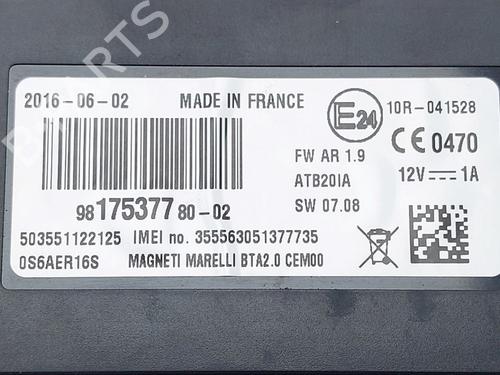 B-PARTS
2016-06-02 MADE IN FRANCE
E24 10R-041528
CE 0470
FW AR 1.9
ATB20IA 12V⎓1A
SW 07.08
98 175377 80-02
503551122125 IMEI no. 355563051377735
0S6AER16S MAGNETI MARELLI BTA2.0 CEM00